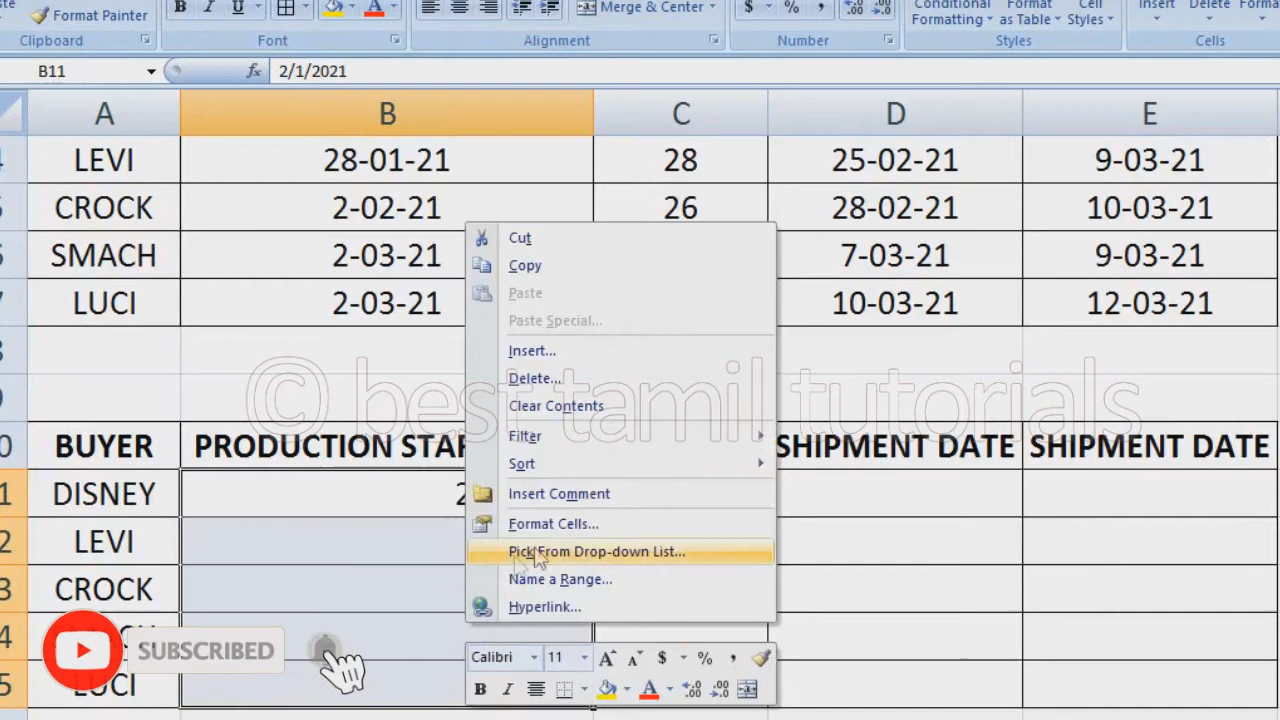 Format Painter
B I U
Merge & Center
$ % ,
Conditional Format Cell
Formatting as Table Styles
Insert Delete
Clipboard Font Alignment Number Styles Cells
B11 fx 2/1/2021
A B C D E
LEVI 28-01-21 28 25-02-21 9-03-21
CROCK 2-02-21 26 28-02-21 10-03-21
SMACH 2-03-21 7-03-21 9-03-21
LUCI 2-03-21 10-03-21 12-03-21
Cut
Copy
Paste
Paste Special...
Insert...
Delete...
Clear Contents
Filter
Sort
Insert Comment
Format Cells...
Pick From Drop-down List...
Name a Range...
Hyperlink...
© best tamil tutorials
BUYER PRODUCTION STAR SHIPMENT DATE SHIPMENT DATE
DISNEY 2
LEVI
CROCK
LUCI
SUBSCRIBED
Calibri 11 A A $ % ,
B I A .00 .00